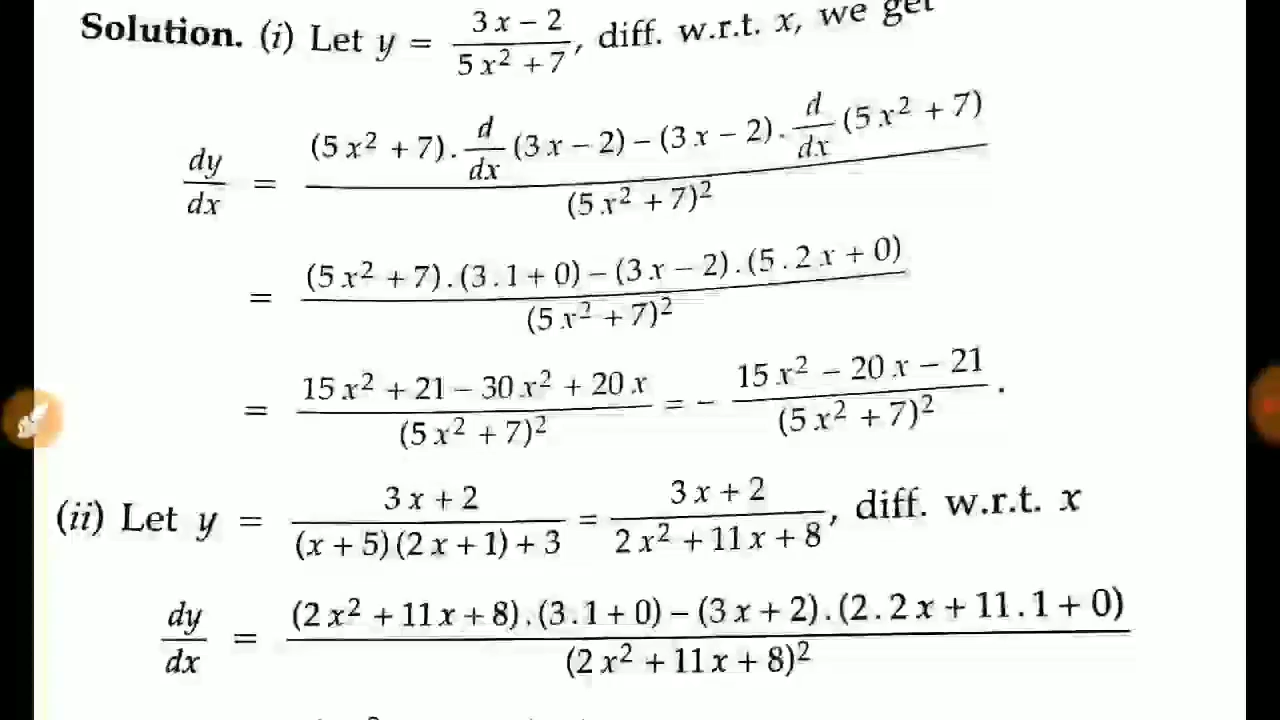 Solution. (i) Let y = (3x − 2)/(5x² + 7), diff. w.r.t. x, we get
dy/dx = ((5x² + 7) . d/dx (3x − 2) − (3x − 2) . d/dx (5x² + 7))/(5x² + 7)²
= ((5x² + 7) . (3 . 1 + 0) − (3x − 2) . (5 . 2x + 0))/(5x² + 7)²
= (15x² + 21 − 30x² + 20x)/(5x² + 7)² = − (15x² − 20x − 21)/(5x² + 7)² .
(ii) Let y = (3x + 2)/((x + 5)(2x + 1) + 3) = (3x + 2)/(2x² + 11x + 8), diff. w.r.t. x
dy/dx = ((2x² + 11x + 8) . (3 . 1 + 0) − (3x + 2) . (2 . 2x + 11 . 1 + 0))/(2x² + 11x + 8)²